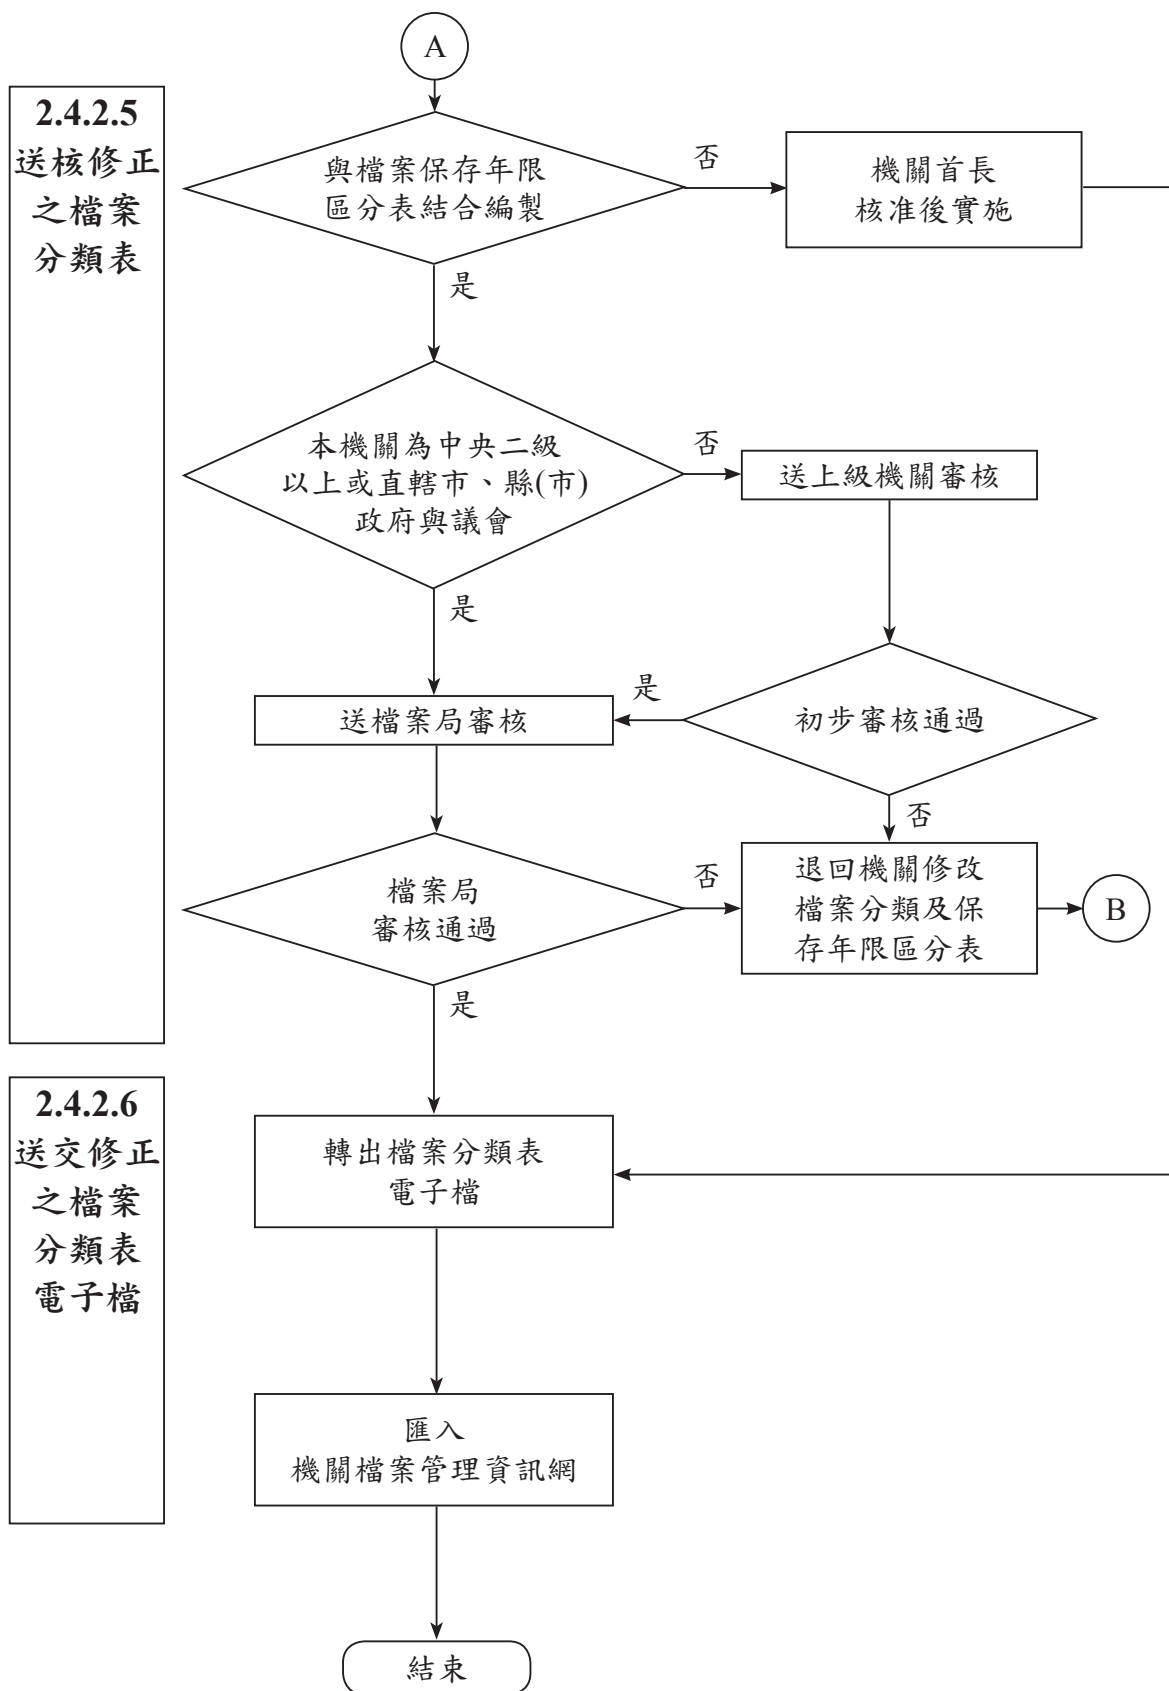 A
2.4.2.5
送核修正
之檔案
分類表
與檔案保存年限
區分表結合編製
否
機關首長
核准後實施
是
本機關為中央二級
以上或直轄市、縣(市)
政府與議會
否
送上級機關審核
是
送檔案局審核
是
初步審核通過
否
檔案局
審核通過
否
退回機關修改
檔案分類及保
存年限區分表
B
是
2.4.2.6
送交修正
之檔案
分類表
電子檔
轉出檔案分類表
電子檔
匯入
機關檔案管理資訊網
結束